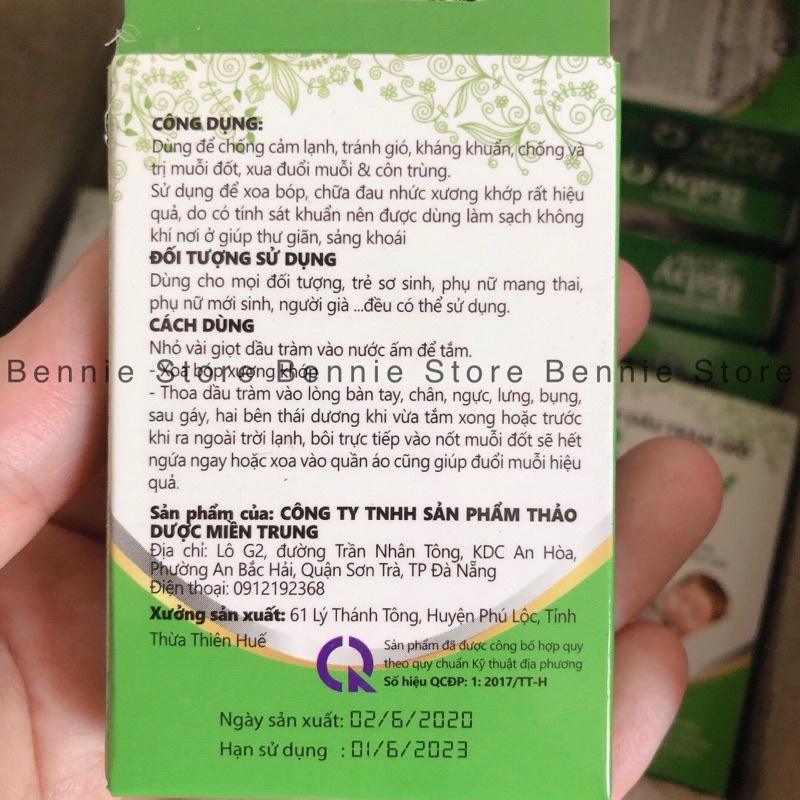 CÔNG DỤNG:
Dùng để chống cảm lạnh, tránh gió, kháng khuẩn, chống và
trị muỗi đốt, xua đuổi muỗi & côn trùng.
Sử dụng để xoa bóp, chữa đau nhức xương khớp rất hiệu
quả, do có tính sát khuẩn nên được dùng làm sạch không
khí nơi ở giúp thư giãn, sảng khoái
ĐỐI TƯỢNG SỬ DỤNG
Dùng cho mọi đối tượng, trẻ sơ sinh, phụ nữ mang thai,
phụ nữ mới sinh, người già ...đều có thể sử dụng.
CÁCH DÙNG
Nhỏ vài giọt dầu tràm vào nước ấm để tắm.
- Xoa bóp xương khớp
Bennie Store Bennie Store Bennie Store
- Thoa dầu tràm vào lòng bàn tay, chân, ngực, lưng, bụng,
sau gáy, hai bên thái dương khi vừa tắm xong hoặc trước
khi ra ngoài trời lạnh, bôi trực tiếp vào nốt muỗi đốt sẽ hết
ngứa ngay hoặc xoa vào quần áo cũng giúp đuổi muỗi hiệu
quả.
Sản phẩm của: CÔNG TY TNHH SẢN PHẨM THẢO
DƯỢC MIỀN TRUNG
Địa chỉ: Lô G2, đường Trần Nhân Tông, KDC An Hòa,
Phường An Bắc Hải, Quận Sơn Trà, TP Đà Nẵng
Điện thoại: 0912192368
Xưởng sản xuất: 61 Lý Thánh Tông, Huyện Phú Lộc, Tỉnh
Thừa Thiên Huế
Sản phẩm đã được công bố hợp quy
theo quy chuẩn Kỹ thuật địa phương
Số hiệu QCĐP: 1: 2017/TT-H
Ngày sản xuất: 02/6/2020
Hạn sử dụng : 01/6/2023
Baby
Baby